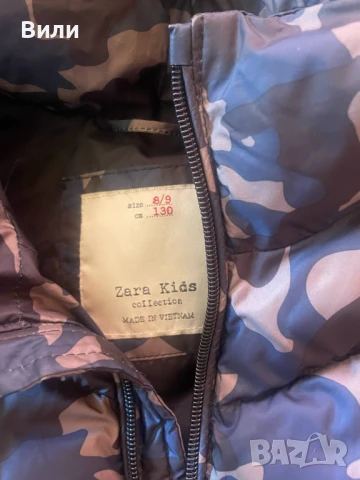 Вили
size 8/9
cm 130
Zara Kids
collection
MADE IN VIETNAM
BAZAR